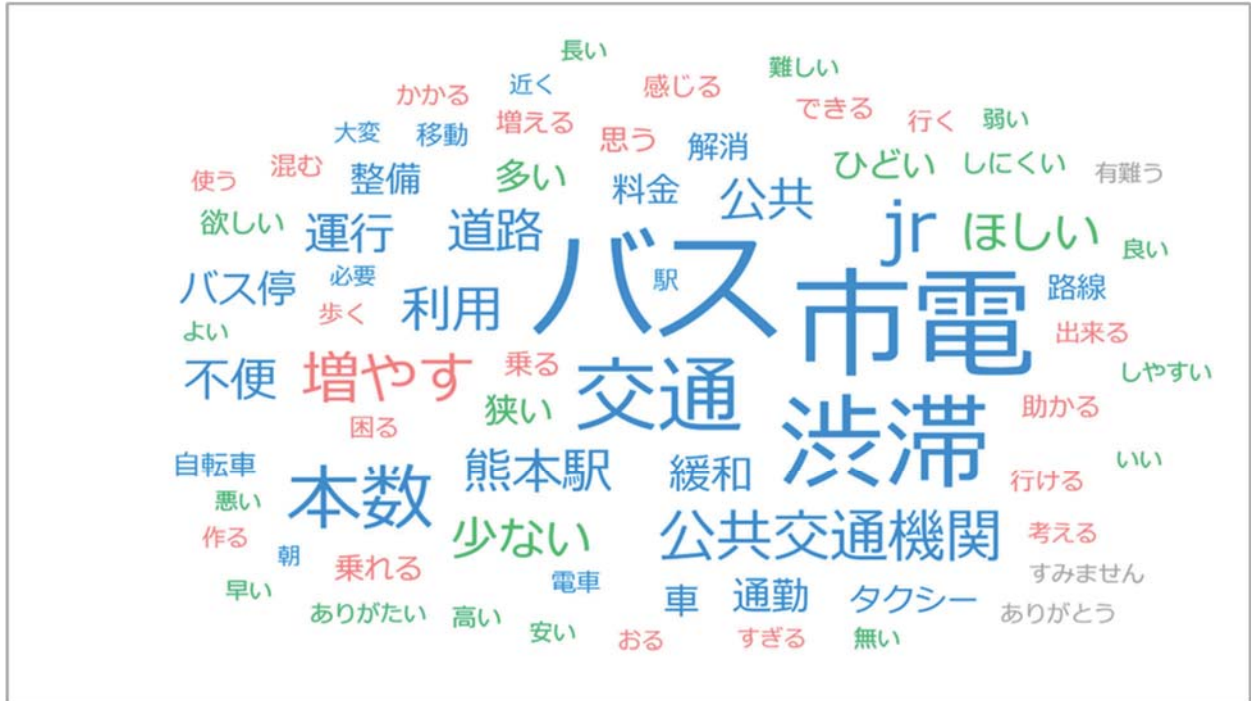 長い
難しい
近く
感じる
かかる
できる
増える
行く
弱い
大変
移動
思う
解消
混む
ひどい
しにくい
有難う
使う
整備
多い
料金
公共
欲しい
運行
道路
jr
ほしい
良い
バス
駅
必要
バス停
市電
路線
歩く
利用
よい
出来る
不便
増やす
乗る
交通
しやすい
狭い
助かる
困る
渋滞
自転車
熊本駅
緩和
いい
行ける
悪い
本数
作る
少ない
公共交通機関
考える
朝
乗れる
電車
すみません
早い
ありがたい
高い
車
通勤
タクシー
ありがとう
安い
おる
すぎる
無い